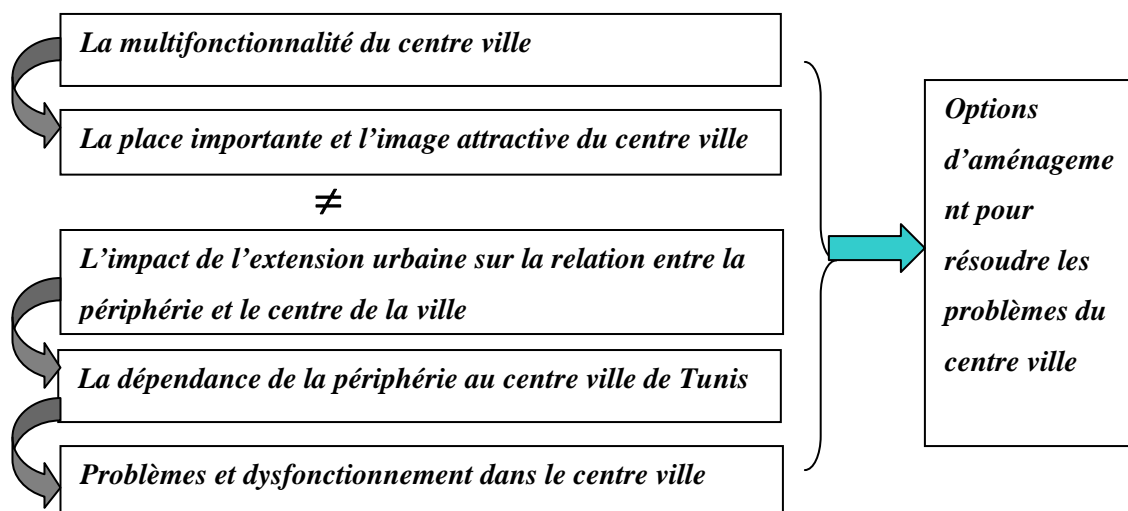 La multifonctionnalité du centre ville
La place importante et l’image attractive du centre ville
≠
L’impact de l’extension urbaine sur la relation entre la
périphérie et le centre de la ville
La dépendance de la périphérie au centre ville de Tunis
Problèmes et dysfonctionnement dans le centre ville
Options
d’aménageme
nt pour
résoudre les
problèmes du
centre ville